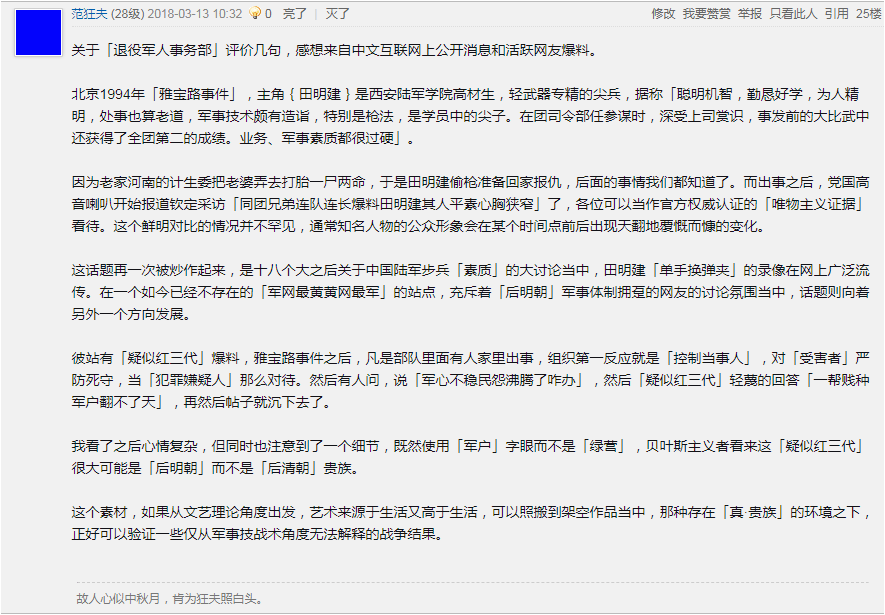 范狂夫 (28级) 2018-03-13 10:32 0 亮了 | 灭了 修改 我要赞赏 举报 只看此人 引用 25楼
关于「退役军人事务部」评价几句，感想来自中文互联网上公开消息和活跃网友爆料。
北京1994年「雅宝路事件」，主角{田明建}是西安陆军学院高材生，轻武器专精的尖兵，据称「聪明机智，勤恳好学，为人精
明，处事也算老道，军事技术颇有造诣，特别是枪法，是学员中的尖子。在团司令部任参谋时，深受上司赏识，事发前的大比武中
还获得了全团第二的成绩。业务、军事素质都很过硬」。
因为老家河南的计生委把老婆弄去打胎一尸两命，于是田明建偷枪准备回家报仇，后面的事情我们都知道了。而出事之后，党国高
音喇叭开始报道钦定采访「同团兄弟连队连长爆料田明建其人平素心胸狭窄」了，各位可以当作官方权威认证的「唯物主义证据」
看待。这个鲜明对比的情况并不罕见，通常知名人物的公众形象会在某个时间点前后出现天翻地覆慨而慷的变化。
这话题再一次被炒作起来，是十八个大之后关于中国陆军步兵「素质」的大讨论当中，田明建「单手换弹夹」的录像在网上广泛流
传。在一个如今已经不存在的「军网最黄黄网最军」的站点，充斥着「后明朝」军事体制拥趸的网友的讨论氛围当中，话题则向着
另外一个方向发展。
彼站有「疑似红三代」爆料，雅宝路事件之后，凡是部队里面有人家里出事，组织第一反应就是「控制当事人」，对「受害者」严
防死守，当「犯罪嫌疑人」那么对待。然后有人问，说「军心不稳民怨沸腾了咋办」，然后「疑似红三代」轻蔑的回答「一帮贱种
军户翻不了天」，再然后帖子就沉下去了。
我看了之后心情复杂，但同时也注意到了一个细节，既然使用「军户」字眼而不是「绿营」，贝叶斯主义者看来这「疑似红三代」
很大可能是「后明朝」而不是「后清朝」贵族。
这个素材，如果从文艺理论角度出发，艺术来源于生活又高于生活，可以照搬到架空作品当中，那种存在「真·贵族」的环境之下，
正好可以验证一些仅从军事技战术角度无法解释的战争结果。
故人心似中秋月，肯为狂夫照白头。